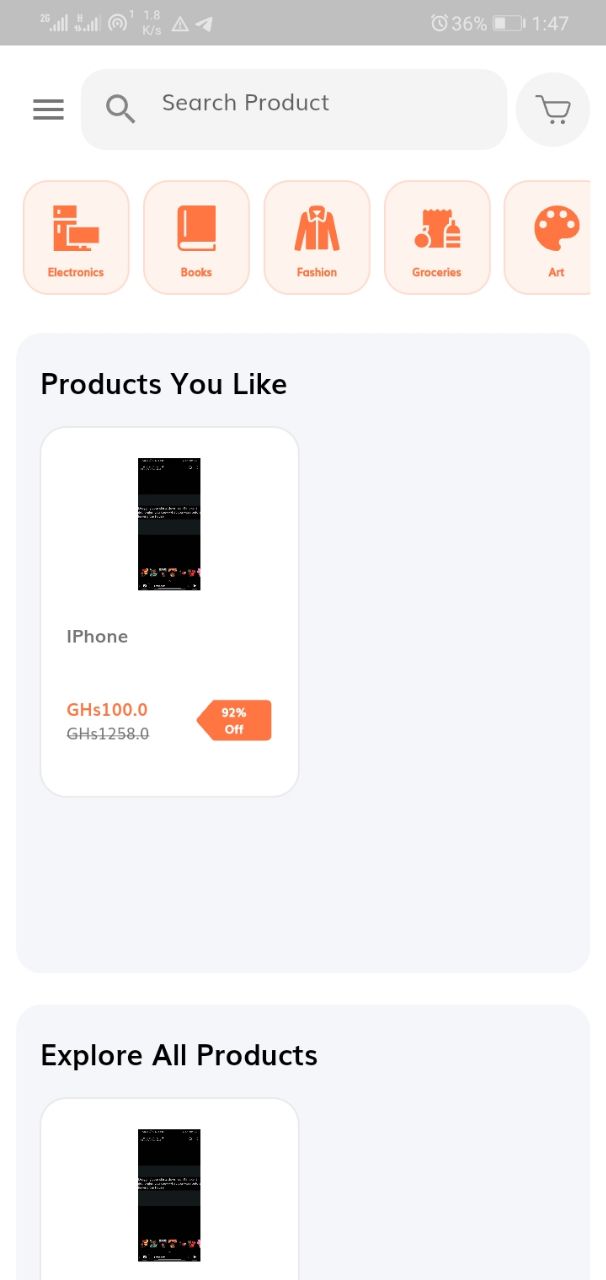 2G
1
1.8
K/s
36%
1:47
Search Product
Electronics
Books
Fashion
Groceries
Art
Products You Like
IPhone
GHs100.0
GHs1258.0
92%
Off
Explore All Products